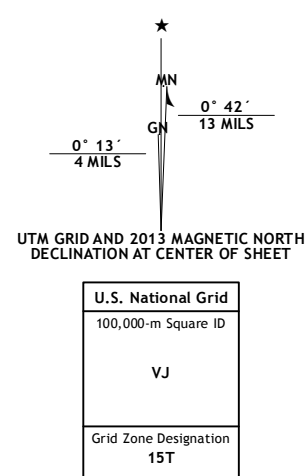 ★
MN
0° 42´
13 MILS
GN
0° 13´
4 MILS
UTM GRID AND 2013 MAGNETIC NORTH
DECLINATION AT CENTER OF SHEET
U.S. National Grid
100,000-m Square ID
VJ
Grid Zone Designation
15T